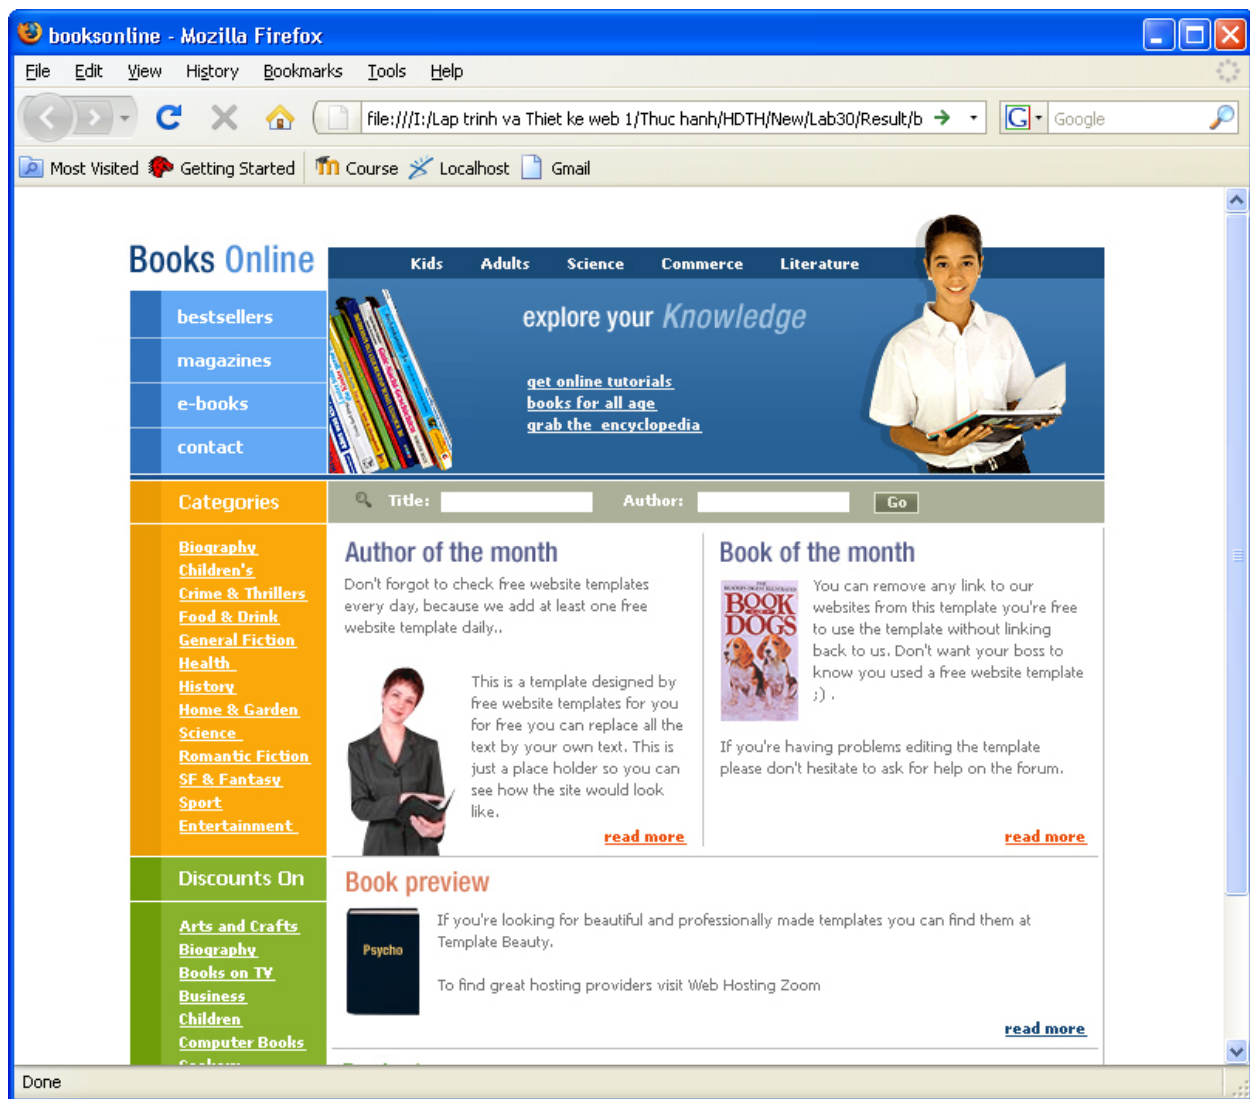 booksonline - Mozilla Firefox
File Edit View History Bookmarks Tools Help
file:///I:/Lap trinh va Thiet ke web 1/Thuc hanh/HDTH/New/Lab30/Result/b
G Google
Most Visited Getting Started Course Localhost Gmail
Books Online
Kids Adults Science Commerce Literature
bestsellers
magazines
e-books
contact
explore your Knowledge
get online tutorials
books for all age
grab the encyclopedia
Categories
Title: Author: Go
Biography
Children's
Crime & Thrillers
Food & Drink
General Fiction
Health
History
Home & Garden
Science
Romantic Fiction
SF & Fantasy
Sport
Entertainment
Author of the month
Don't forgot to check free website templates
every day, because we add at least one free
website template daily..
This is a template designed by
free website templates for you
for free you can replace all the
text by your own text. This is
just a place holder so you can
see how the site would look
like.
read more
Book of the month
BOOK
DOGS
You can remove any link to our
websites from this template you're free
to use the template without linking
back to us. Don't want your boss to
know you used a free website template
;) .
If you're having problems editing the template
please don't hesitate to ask for help on the forum.
read more
Discounts On
Arts and Crafts
Biography
Books on TV
Business
Children
Computer Books
Book preview
Psycho
If you're looking for beautiful and professionally made templates you can find them at
Template Beauty.
To find great hosting providers visit Web Hosting Zoom
read more
Done